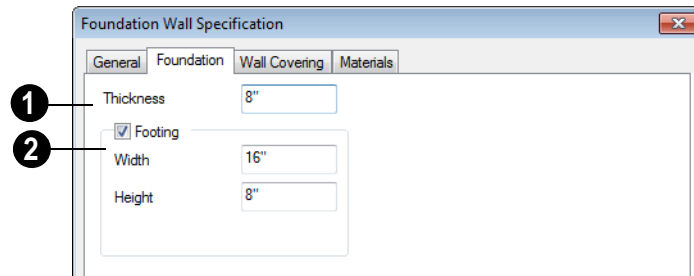 Foundation Wall Specification
General Foundation Wall Covering Materials
1 Thickness 8"
Footing
2 Width 16"
Height 8"